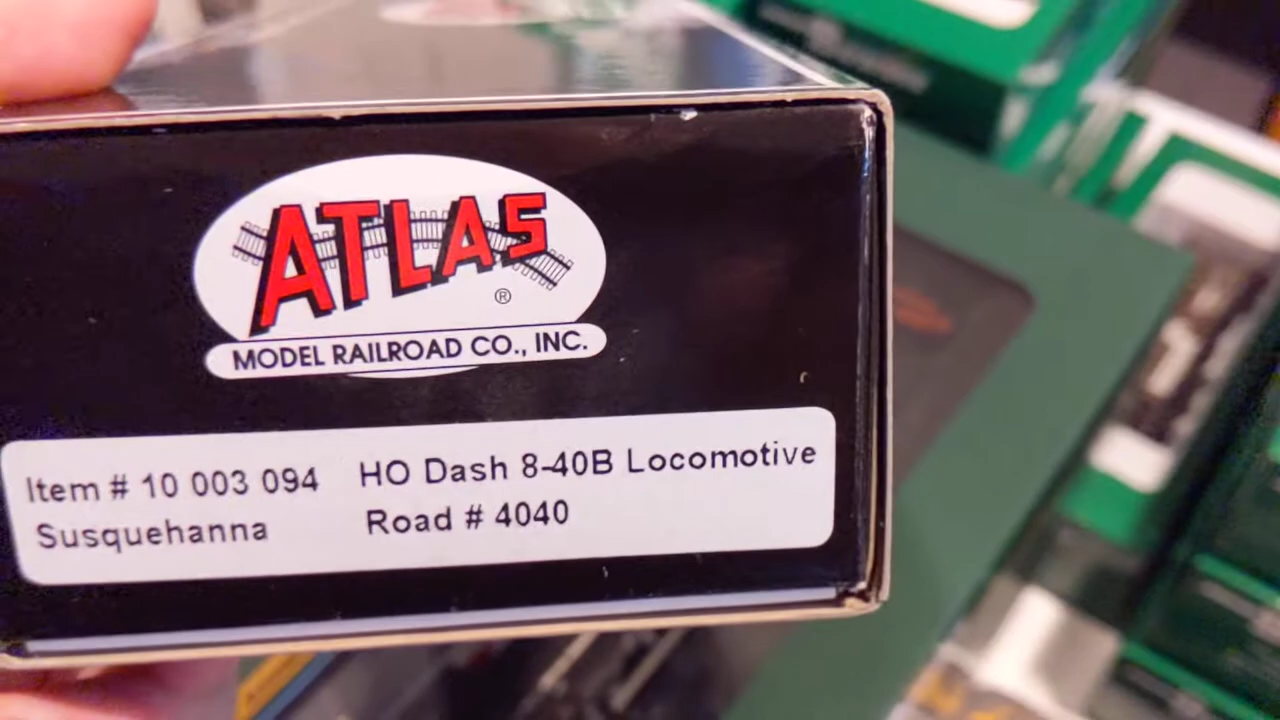 ATLAS
®
MODEL RAILROAD CO., INC.
Item # 10 003 094 HO Dash 8-40B Locomotive
Susquehanna Road # 4040